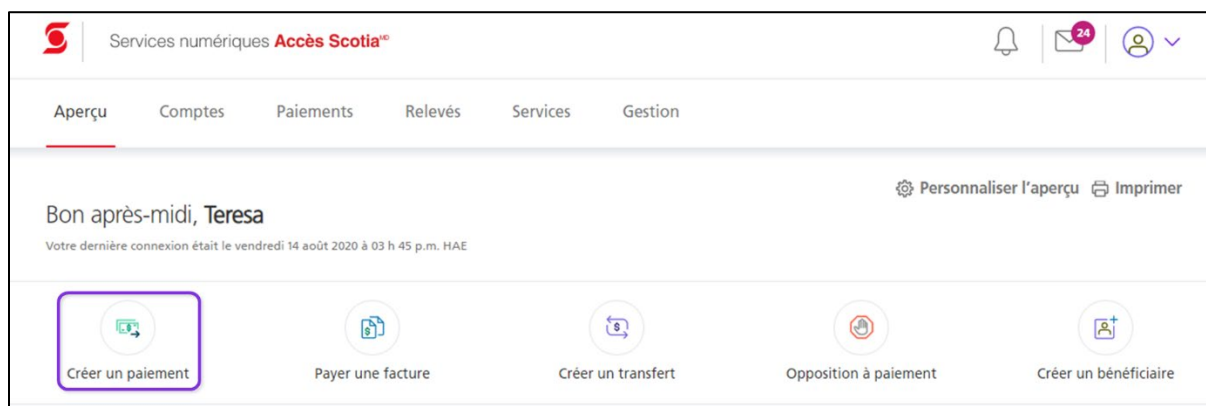 Services numériques Accès Scotia MD
24
Aperçu Comptes Paiements Relevés Services Gestion
Personnaliser l'aperçu Imprimer
Bon après-midi, Teresa
Votre dernière connexion était le vendredi 14 août 2020 à 03 h 45 p.m. HAE
Créer un paiement Payer une facture Créer un transfert Opposition à paiement Créer un bénéficiaire